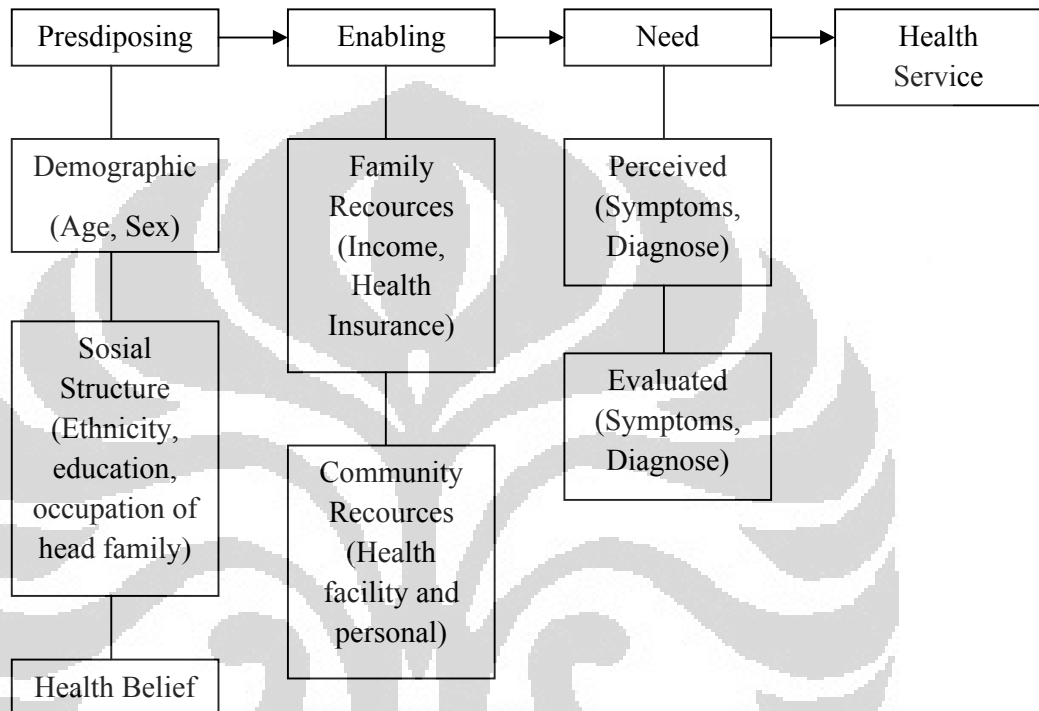 Presdiposing
Enabling
Need
Health
Service
Demographic
(Age, Sex)
Sosial
Structure
(Ethnicity,
education,
occupation of
head family)
Health Belief
Family
Recources
(Income,
Health
Insurance)
Community
Recources
(Health
facility and
personal)
Perceived
(Symptoms,
Diagnose)
Evaluated
(Symptoms,
Diagnose)